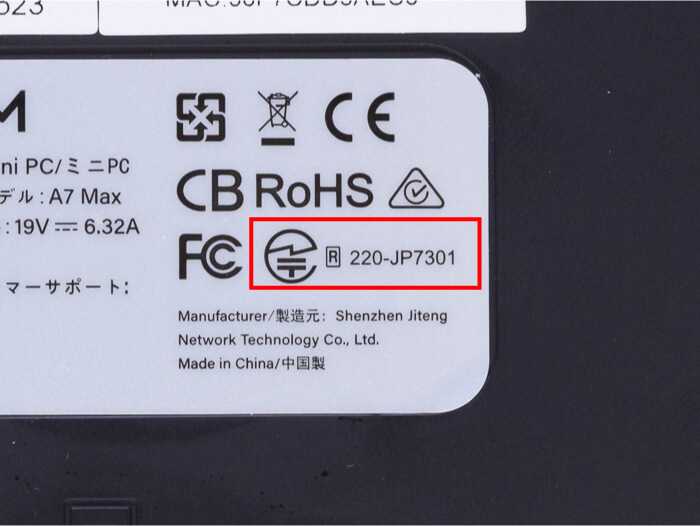 CE
ni PC/ミニPC
CB RoHS
デル：A7 Max
: 19V⎓6.32A
FC R 220-JP7301
マーサポート：
Manufacturer/製造元： Shenzhen Jiteng
Network Technology Co., Ltd.
Made in China/中国製